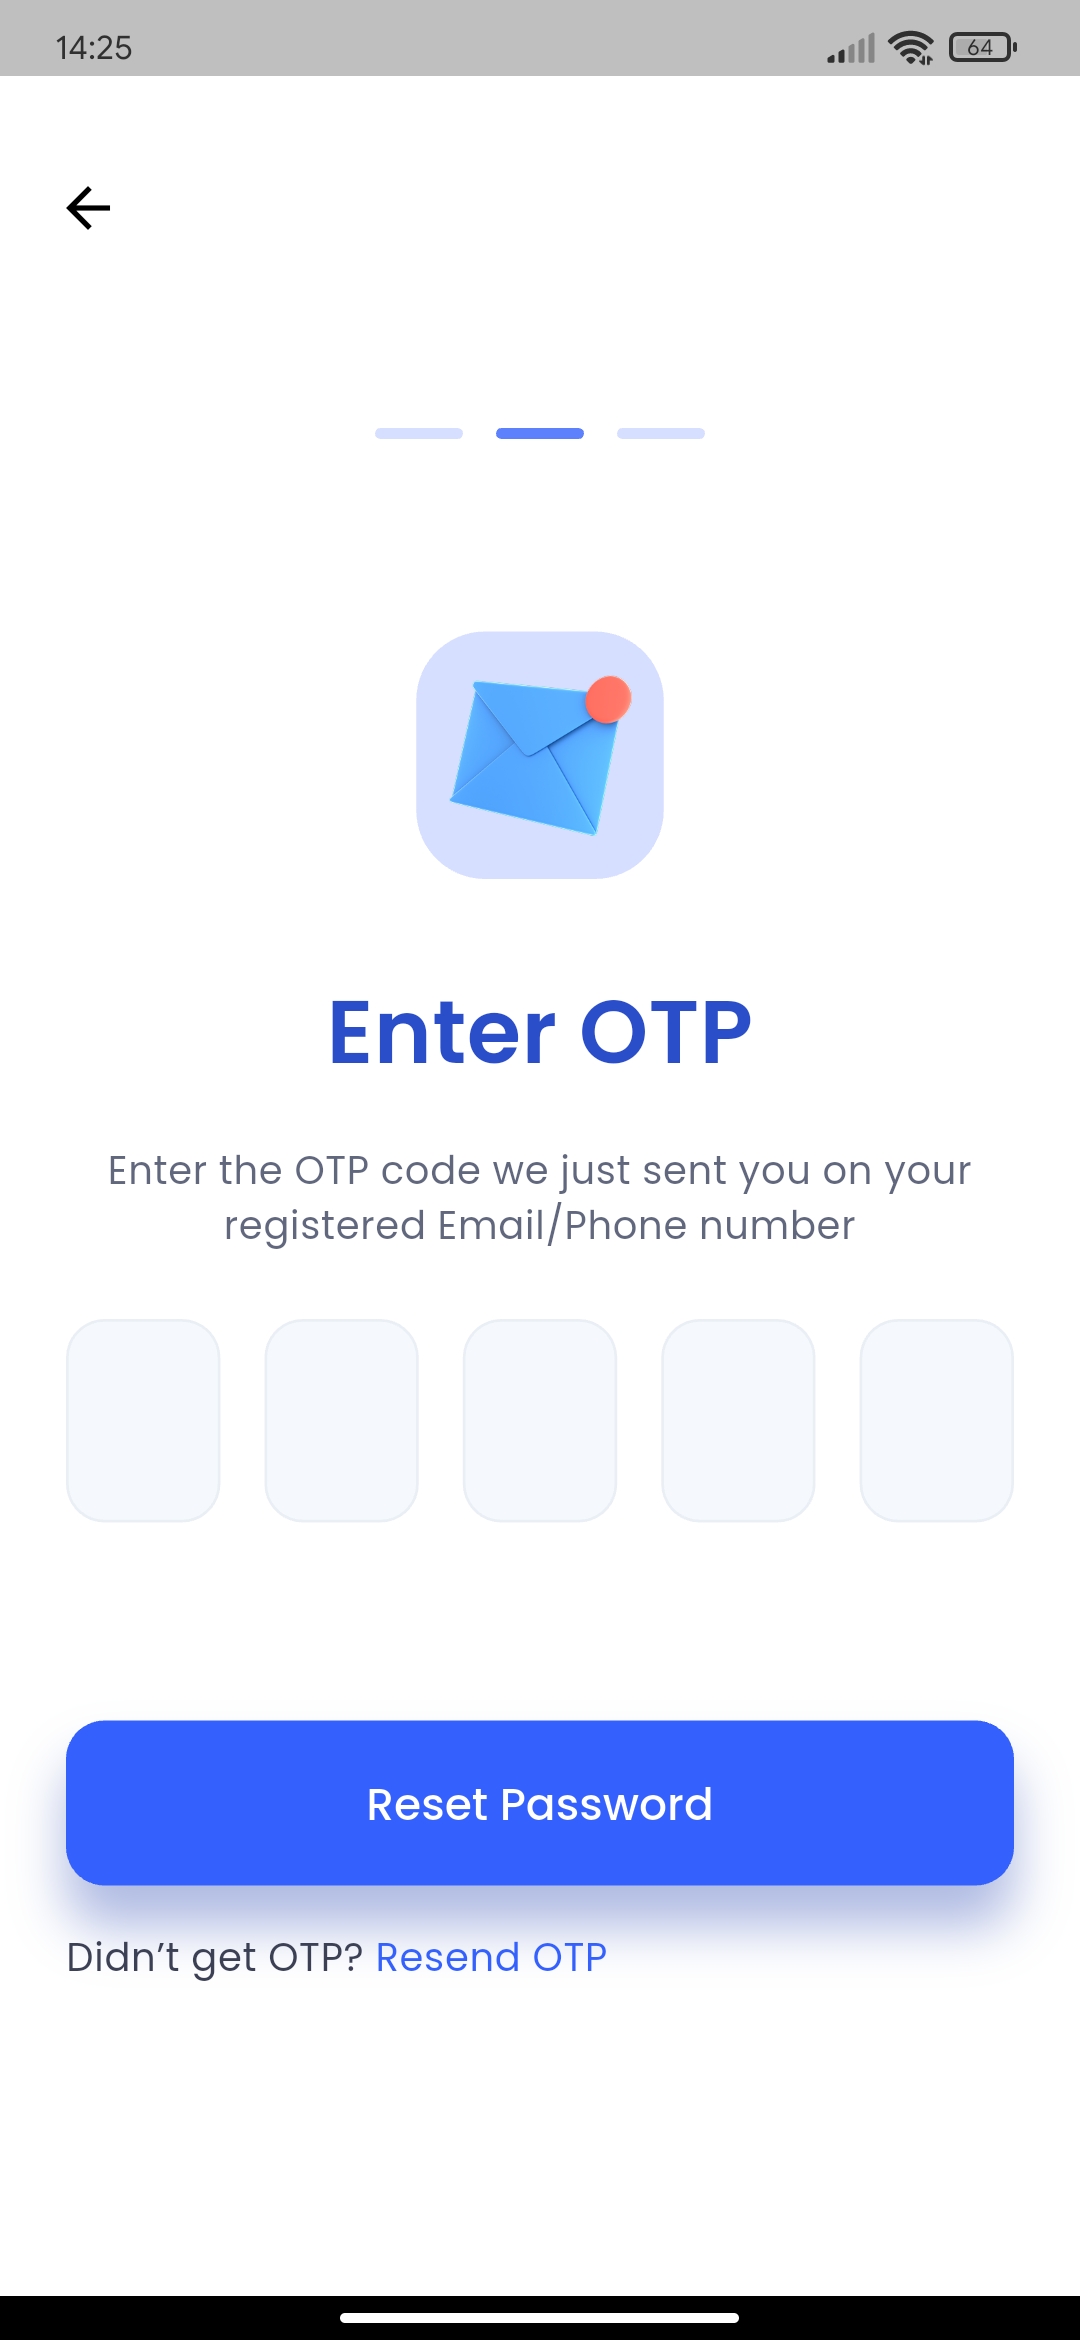 14:25
64
Enter OTP
Enter the OTP code we just sent you on your
registered Email/Phone number
Reset Password
Didn’t get OTP? Resend OTP